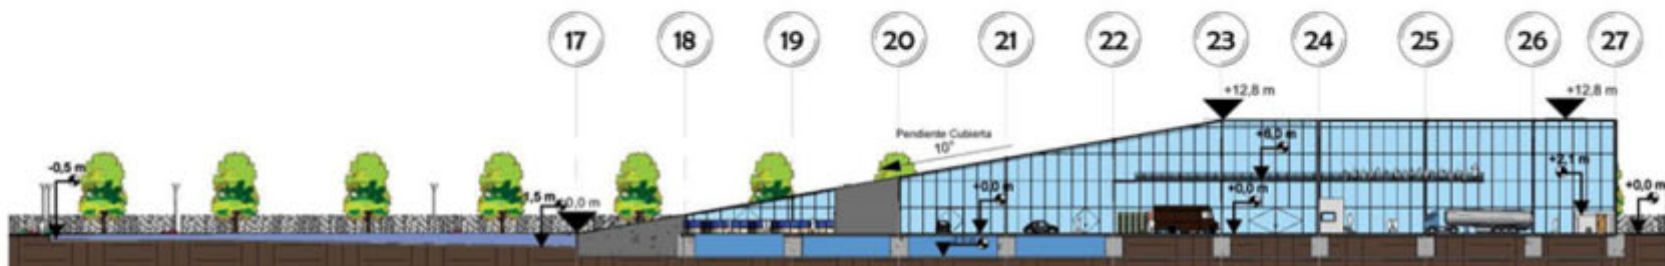 17 18 19 20 21 22 23 24 25 26 27
+12,8 m +12,8 m
Pendiente Cubierta
10°
+6,0 m
-0,5 m +2,1 m
1,5 m +0,0 m +0,0 m +0,0 m
0,0 m